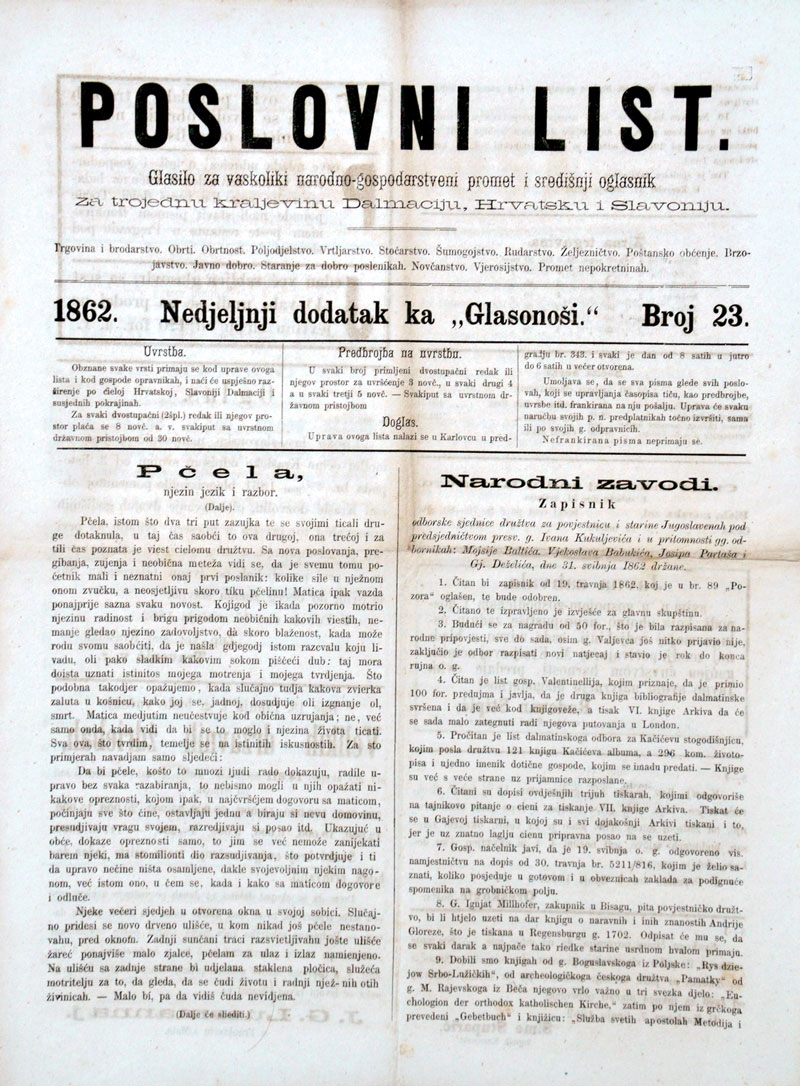 POSLOVNI LIST.
Glasilo za vaskoliki narodno-gospodarstveni promet i središnji oglasnik
Za trojednu kraljevinu Dalmaciju, Hrvatsku i Slavoniju.
Trgovina i brodarstvo. Obrti. Obrtnost. Poljodjelstvo. Vrtljarstvo. Stočarstvo. Šumogojstvo. Rudarstvo. Željezničtvo. Poštansko obćenje. Brzo-
javstvo. Javno dobro. Staranje za dobro poslenikah. Novčanstvo. Vjerosijstvo. Promet nepokretninah.
1862. Nedjeljnji dodatak ka „Glasonoši.“ Broj 23.
Uvrstba.
Obznane svake vrsti primaju se kod uprave ovoga
lista i kod gospode opravnikah, i naći će uspješno raz-
širenje po cieloj Hrvatskoj, Slavoniji Dalmaciji i
susjednih pokrajinah.
Za svaki dvostupačni (2špl.) redak ili njegov pro-
stor plaća se 8 novč. a. v. svakiput sa uvrstnom
državnom pristojbom od 30 novč.
Predbrojba na uvrstbu.
U svaki broj primljeni dvostupačni redak ili
njegov prostor za uvršćenje 3 novč., u svaki drugi 4
a u svaki tretji 5 novč. — Svakiput sa uvrstnom dr-
žavnom pristojbom
Doglas.
Uprava ovoga lista nalazi se u Karlovcu u pred-
gradju br. 343. i svaki je dan od 8 satih u jutro
do 6 satih u večer otvorena.
Umoljava se, da se sva pisma glede svih poslo-
vah, koji se upravljanja časopisa tiču, kao predbrojbe,
uvrsbe itd. frankirana na nju pošalju. Uprava će svaku
naručbu svojih p. n. predplatnikah točno izvršiti, sama
ili po svojih g. odpravnicih.
Nefrankirana pisma neprimaju se.
Pčela,
njezin jezik i razbor.
(Dalje).
Pčela, istom što dva tri put zazujka te se svojimi ticali dru-
ge dotaknula, u taj čas saobći to ova drugoj, ona trećoj i za
tili čas poznata je viest cielomu družtvu. Sa nova poslovanja, pre-
gibanja, zujenja i neobična meteža vidi se, da je svemu tomu po-
četnik mali i neznatni onaj prvi poslanik: kolike sile u nježnom
onom zvučku, a neosjetljivu skoro tiku pčelinu! Matica ipak vazda
ponajprije sazna svaku novost. Kojigod je ikada pozorno motrio
njezinu radinost i brigu prigodom neobičnih kakovih viestih, ne-
manje gledao njezino zadovoljstvo, dà skoro blaženost, kada može
rodu svomu saobćiti, da je našla gdjegodj istom razcvalu koju li-
vadu, oli pako sladkim kakovim sokom pišćeći dub: taj mora
doista uznati istinitos mojega motrenja i mojega tvrdjenja. Što
podobna takodjer opažujemo, kada slučajno tudja kakova zvierka
zaluta u košnicu, kako joj se, jadnoj, dosudjuje oli izgnanje ol,
smrt. Matica medjutim neučestvuje kod obična uzrujanja; ne, već
samo onda, kada vidi da bi se to moglo i njezina života ticati.
Sva ova, što tvrdim, temelje se na istinitih iskusnostih. Za sto
primjerah navadjam samo sljedeći:
Da bi pčele, košto to mnozi ljudi rado dokazuju, radile u-
pravo bez svaka razabiranja, to nebismo mogli u njih opažati ni-
kakove opreznosti, kojom ipak, u najčvršćjem dogovoru sa maticom,
počinjaju sve što čine, ostavljaju jednu a biraju si nevu domovinu,
presudjivaju vragu svojem, razredjivaju si posao itd. Ukazujuć u
obće, dokaze opreznosti samo, to jim se već nemože zanijekati
barem njeki, ma stomilionti dio razsudjivanja, što potvrdjuje i ti
da upravo nečine ništa osamljene, dakle svojevoljnim njekim nago-
nom, već istom ono, u čem se, kada i kako sa maticom dogovore
i odluče.
Njeke večeri sjedjeh u otvorena okna u svojoj sobici. Slučaj-
no pridesi se novo drveno ulišće, u kom nikad još pčele nestano-
vahu, pred oknom. Zadnji sunčani traci razsvietljivahu jošte ulišće
žareć ponajviše malo zjalce, pčelam za ulaz i izlaz namienjeno.
Na ulišću sa zadnje strane bi udjelana staklena pločica, služeća
motritelju za to, da gleda, da se čudi životu i radnji njež-nih otih
živinicah. — Malo bi, pa da vidiš čuda nevidjena.
(Dalje će slieditì.)
Narodni zavodi.
Zapisnik
odborske sjednice družtva za povjestnicu i starine Jugoslavenah pod
predsjedničtvom presv. g. Ivana Kukuljevića i u pritomnosti gg. od-
bornikah: Mojsije Baltića, Vjekoslava Babukića, Josipa Partaša i
Gj. Deželića, dne 31. svibnja 1862 držane.
1. Čitan bi zapisnik od 19. travnja 1862. koj je u br. 89 „Po-
zora“ oglašen, te bude odobren.
2. Čitano te izpravljeno je izvješće za glavnu skupštinu.
3. Budući se za nagradu od 50 for., što je bila razpisana za na-
rodne pripovjesti, sve do sada, osim g. Valjevca još nitko prijavio nije,
zaključio je odbor razpisati novi natječaj i stavio je rok do konca
rujna o. g.
4. Čitan je list gosp. Valentinellija, kojim priznaje, da je primio
100 for. predujma i javlja, da je druga knjiga bibliografije dalmatinske
svršena i da je već kod knjigoveže, a tisak VI. knjige Arkiva da će
se sada malo zategnuti radi njegova putovanja u London.
5. Pročitan je list dalmatinskoga odbora za Kačićevu stogodišnjicu,
kojim posla družtvu 121 knjigu Kačićeva albuma, a 296 kom. životo-
pisa i ujedno imenik dotične gospode, kojim se imadu predati. — Knjige
su već s veće strane uz prijamnice razposlane.
6. Čitani su dopisi ovdješnjih trijuh tiskarah, kojimi odgovoriše
na tajnikovo pitanje o cieni za tiskanje VII. knjige Arkiva. Tiskat će
se u Gajevoj tiskarni, u kojoj su i svi dojakošnji Arkivi tiskani i to,
jer je uz znatno laglju cienu pripravna posao na se uzeti.
7. Gosp. načelnik javi, da je 19. svibnja o. g. odgovoreno vis.
namjestničtvu na dopis od 30. travnja br. 5211/816, kojim je želio sa-
znati, koliko posjeduje u gotovom i u obveznicah zaklada za podignuće
spomenika na grobničkom polju.
8. G. Ignjat Millhofer, zakupnik u Bisagu, pita povjestničko družt-
vo, bi li htjelo uzeti na dar knjigu o naravnih i inih znanostih Andrije
Gloreze, što je tiskana u Regensburgu g. 1702. Odpisat će mu se, da
se svaki darak a najpače tako riedke starine usrdnom hvalom primaju.
9. Dobili smo knjigah od g. Boguslavskoga iz Poljske: „Rys dzie-
jow Srbo-Lužičkih“, od archeologičkoga českoga družtva „Pamatky“ od
g. M. Rajevskoga iz Beča njegovo vrlo važno u tri svezka djelo: „Eu-
chologion der orthodox katholischen Kirche,“ zatim po njem iz grčkoga
prevedeni „Gebetbuch“ i knjižicu: „Služba svetih apostolah Metodija i